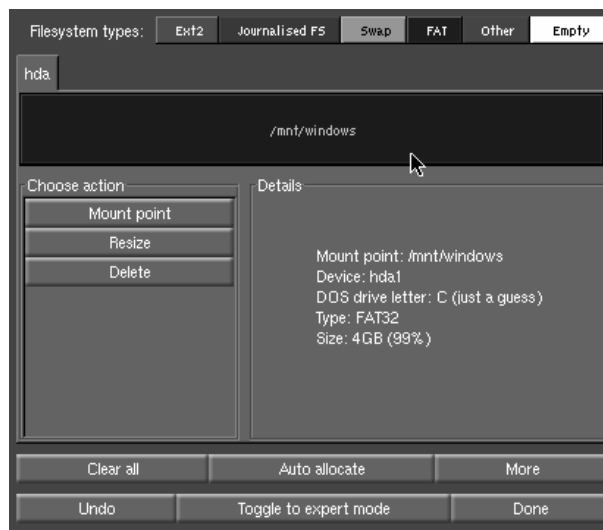 Filesystem types: Ext2 Journalised FS Swap FAT Other Empty
hda
/mnt/windows
Choose action
Mount point
Resize
Delete
Details
Mount point: /mnt/windows
Device: hda1
DOS drive letter: C (just a guess)
Type: FAT32
Size: 4GB (99%)
Clear all Auto allocate More
Undo Toggle to expert mode Done